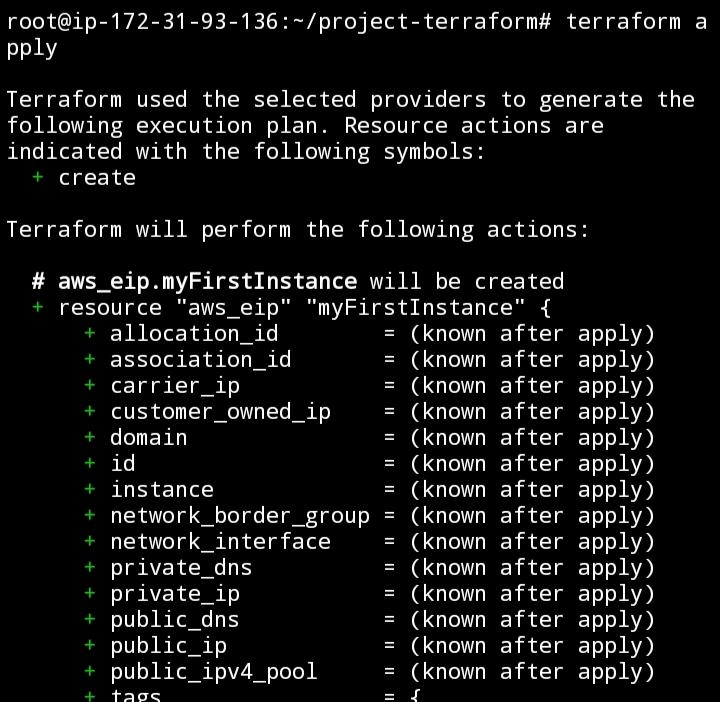 root@ip-172-31-93-136:~/project-terraform# terraform a
pply
Terraform used the selected providers to generate the
following execution plan. Resource actions are
indicated with the following symbols:
+ create
Terraform will perform the following actions:
# aws_eip.myFirstInstance will be created
+ resource "aws_eip" "myFirstInstance" {
+ allocation_id = (known after apply)
+ association_id = (known after apply)
+ carrier_ip = (known after apply)
+ customer_owned_ip = (known after apply)
+ domain = (known after apply)
+ id = (known after apply)
+ instance = (known after apply)
+ network_border_group = (known after apply)
+ network_interface = (known after apply)
+ private_dns = (known after apply)
+ private_ip = (known after apply)
+ public_dns = (known after apply)
+ public_ip = (known after apply)
+ public_ipv4_pool = (known after apply)
+ tags = {